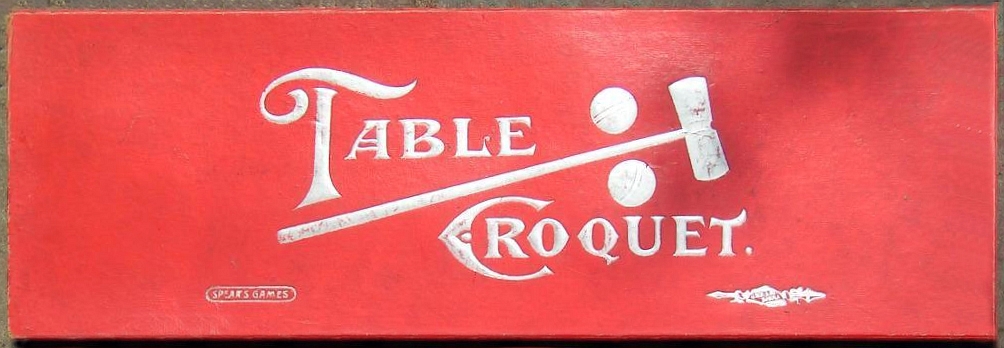 TABLE
CROQUET.
SPEAR'S GAMES